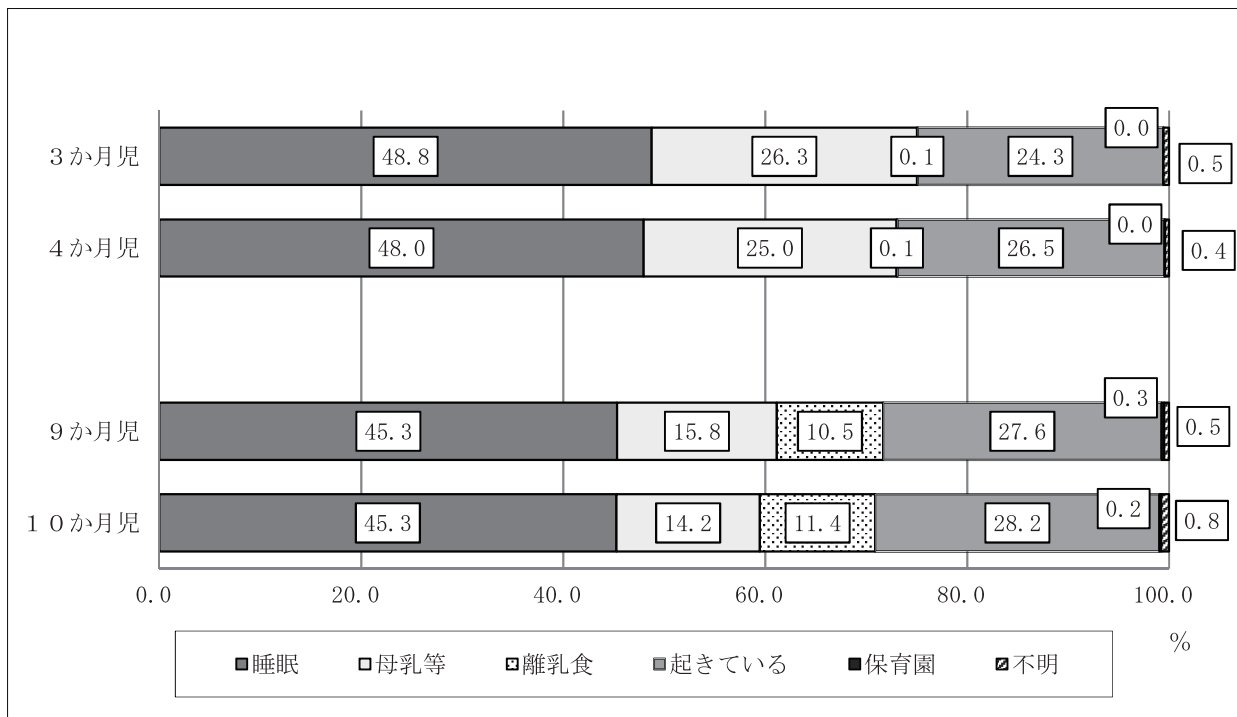 3か月児 48.8 26.3 0.1 24.3 0.0 0.5
4か月児 48.0 25.0 0.1 26.5 0.0 0.4
9か月児 45.3 15.8 10.5 27.6 0.3 0.5
10か月児 45.3 14.2 11.4 28.2 0.2 0.8
0.0 20.0 40.0 60.0 80.0 100.0
%
睡眠 母乳等 離乳食 起きている 保育園 不明